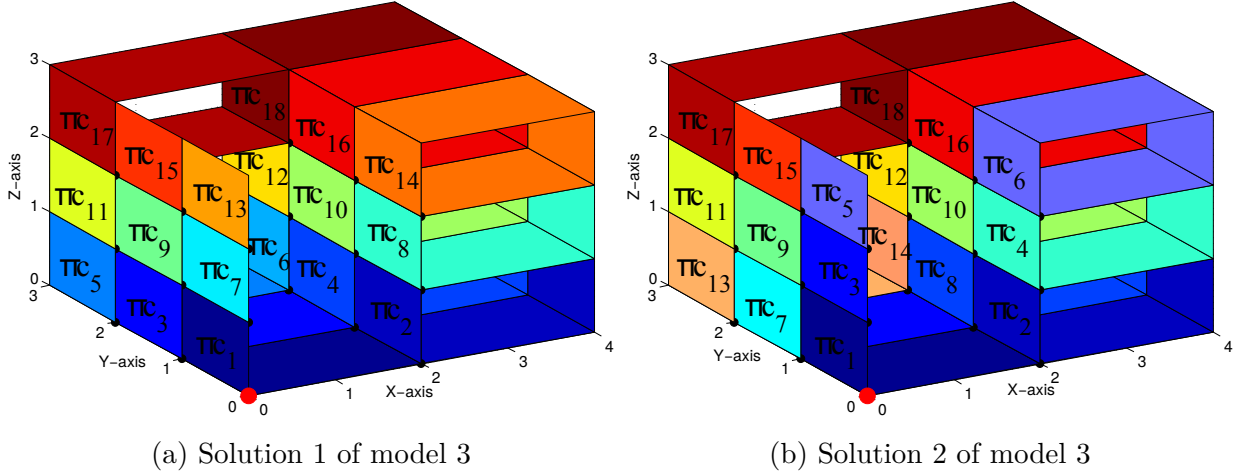 3
2
1
0
Z-axis
3
2
1
0
Y-axis
0
1
2
3
4
X-axis
TTC17
TTC18
TTC15
TTC16
TTC13
TTC14
TTC11
TTC12
TTC9
TTC10
TTC7
TTC8
TTC5
TTC6
TTC3
TTC4
TTC1
TTC2
(a) Solution 1 of model 3
3
2
1
0
Z-axis
3
2
1
0
Y-axis
0
1
2
3
4
X-axis
TTC17
TTC18
TTC15
TTC16
TTC5
TTC6
TTC11
TTC12
TTC9
TTC10
TTC3
TTC4
TTC13
TTC14
TTC7
TTC8
TTC1
TTC2
(b) Solution 2 of model 3